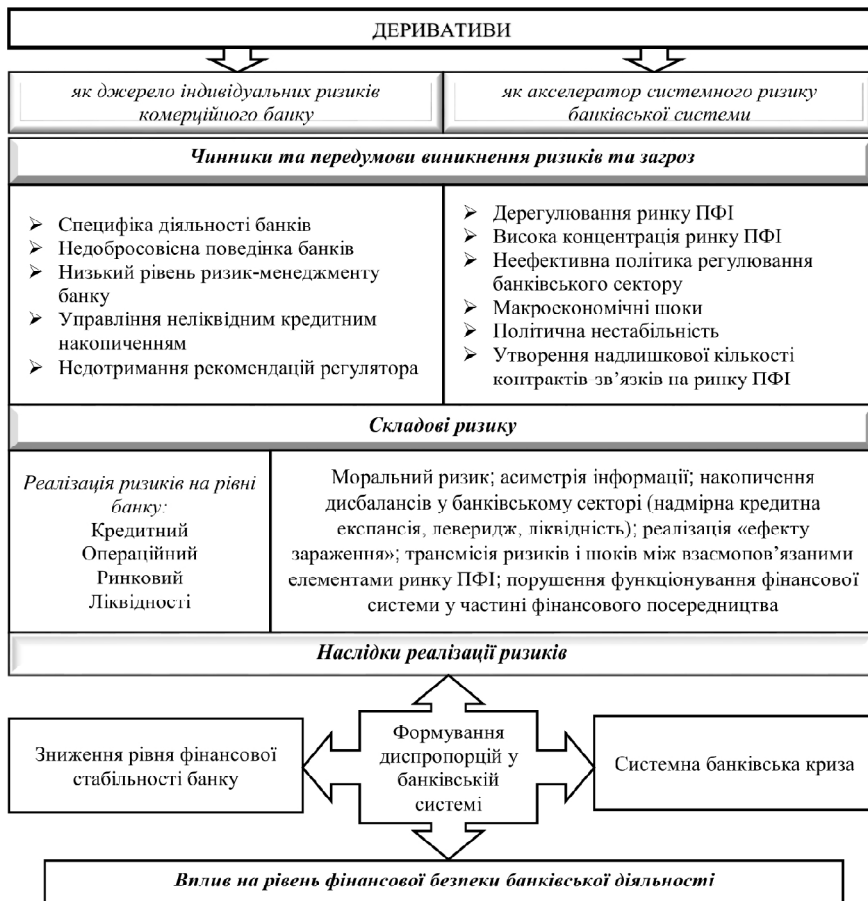 ДЕРИВАТИВИ
як джерело індивідуальних ризиків
комерційного банку
як акселератор системного ризику
банківської системи
Чинники та передумови виникнення ризиків та загроз
➢ Специфіка діяльності банків
➢ Недобросовісна поведінка банків
➢ Низький рівень ризик-менеджменту
банку
➢ Управління неліквідним кредитним
накопиченням
➢ Недотримання рекомендацій регулятора
➢ Дерегулювання ринку ПФІ
➢ Висока концентрація ринку ПФІ
➢ Неефективна політика регулювання
банківського сектору
➢ Макроекономічні шоки
➢ Політична нестабільність
➢ Утворення надлишкової кількості
контрактів-зв’язків на ринку ПФІ
Складові ризику
Реалізація ризиків на рівні
банку:
Кредитний
Операційний
Ринковий
Ліквідності
Моральний ризик; асиметрія інформації; накопичення
дисбалансів у банківському секторі (надмірна кредитна
експансія, леверидж, ліквідність); реалізація «ефекту
зараження»; трансмісія ризиків і шоків між взаємопов’язаними
елементами ринку ПФІ; порушення функціонування фінансової
системи у частині фінансового посередництва
Наслідки реалізації ризиків
Зниження рівня фінансової
стабільності банку
Формування
диспропорцій у
банківській
системі
Системна банківська криза
Вплив на рівень фінансової безпеки банківської діяльності